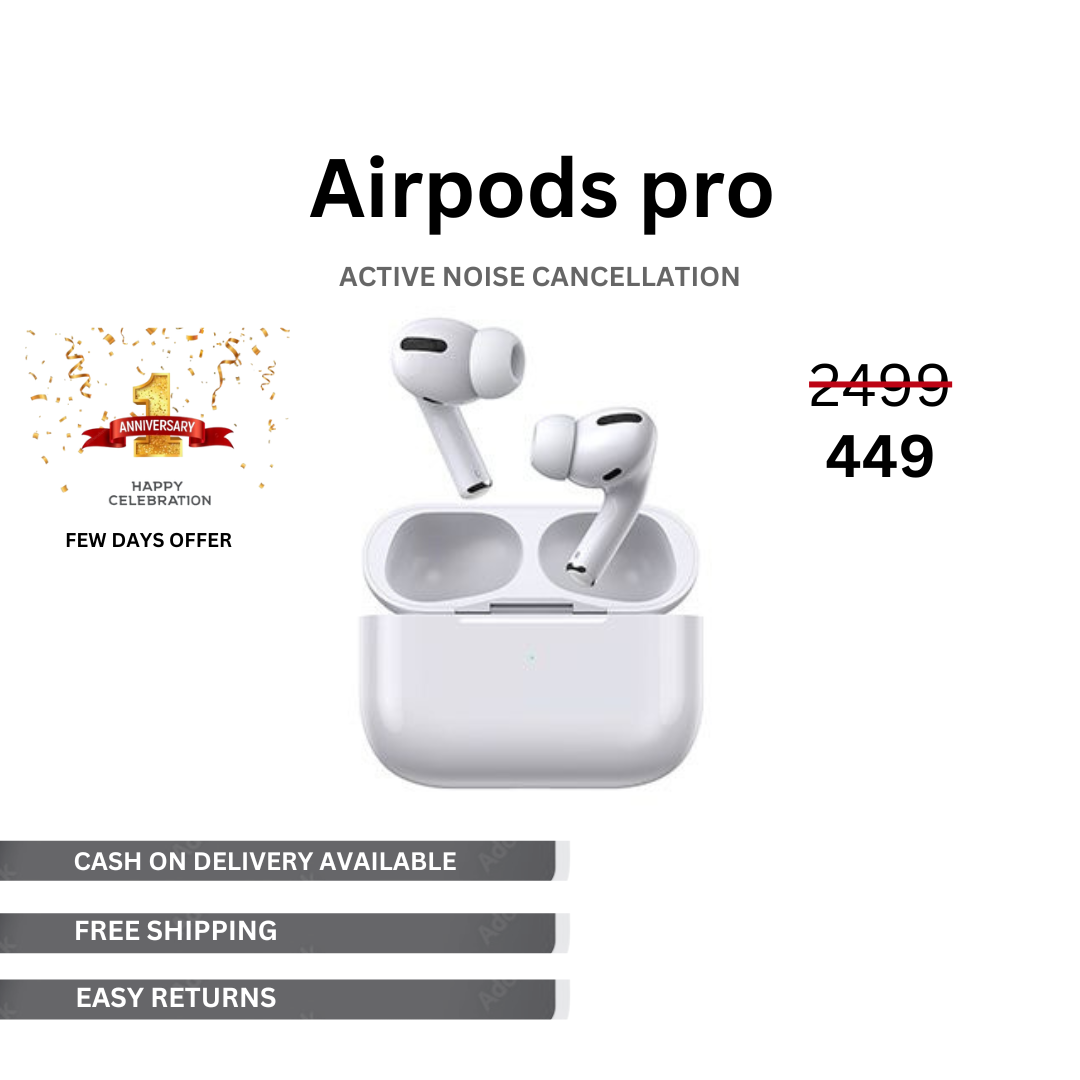 Airpods pro
ACTIVE NOISE CANCELLATION
1
ANNIVERSARY
HAPPY
CELEBRATION
FEW DAYS OFFER
2499
449
CASH ON DELIVERY AVAILABLE
FREE SHIPPING
EASY RETURNS